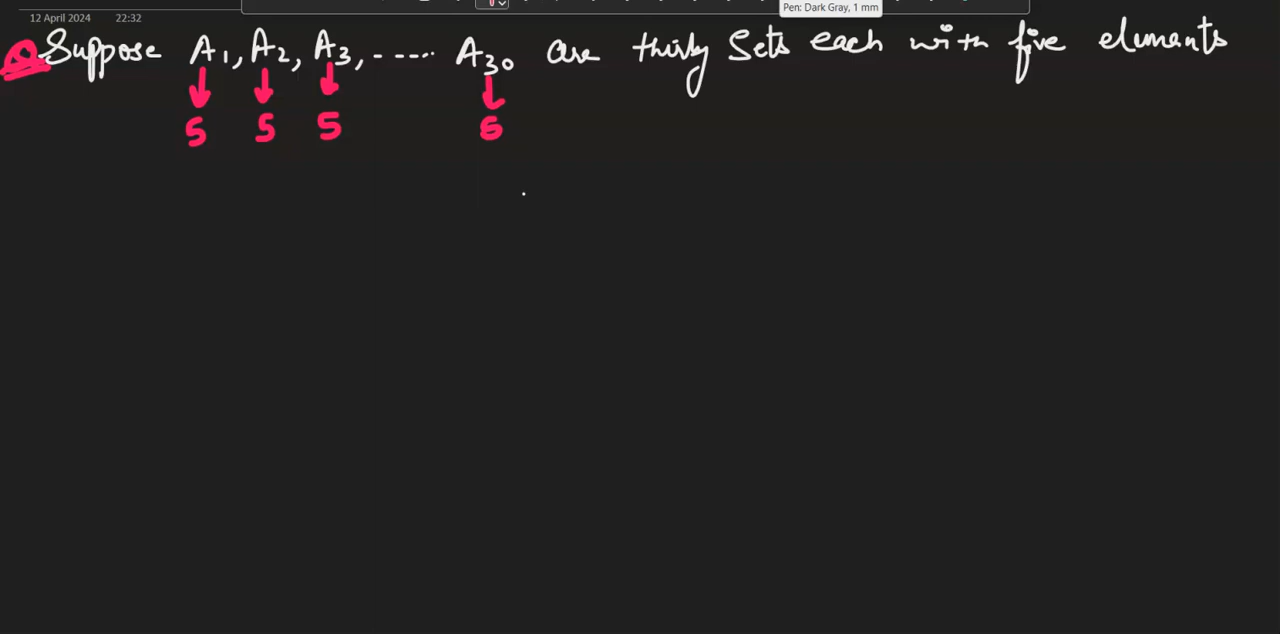 Pen: Dark Gray, 1 mm
12 April 2024 22:32
Q Suppose A1, A2, A3, ----- A30 are thirty Sets each with five elements
5 5 5 5